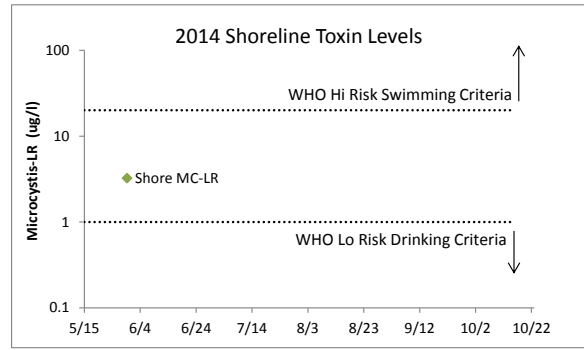 2014 Shoreline Toxin Levels
Microcystis-LR (ug/l)
100
10
1
0.1
WHO Hi Risk Swimming Criteria
Shore MC-LR
WHO Lo Risk Drinking Criteria
5/15 6/4 6/24 7/14 8/3 8/23 9/12 10/2 10/22